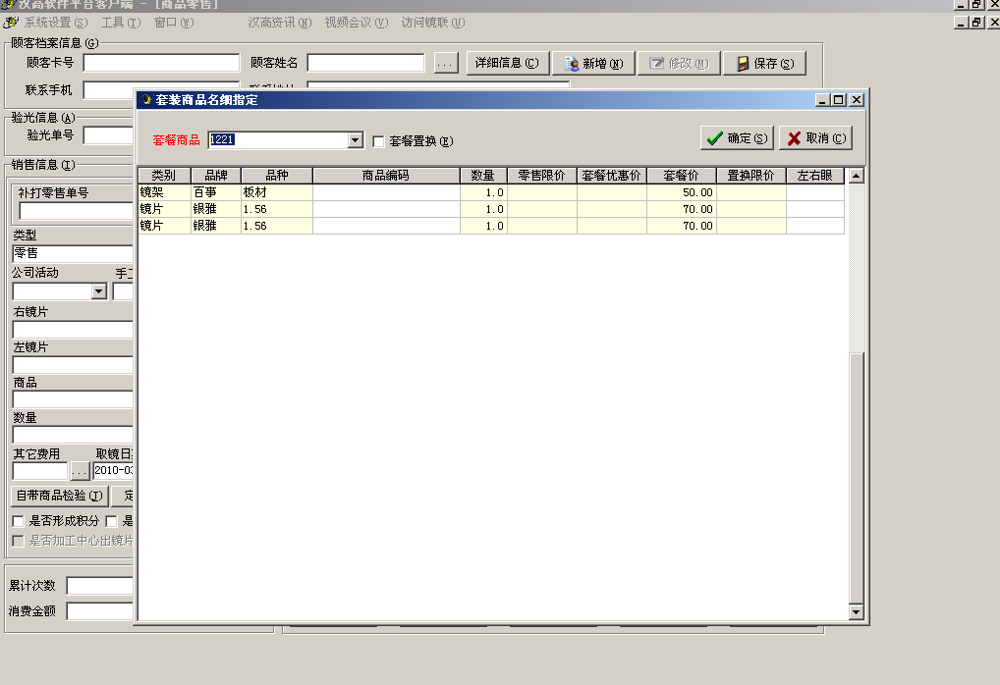 汉高软件平台客户端 - [商品零售]
系统设置(S) 工具(T) 窗口(W) 汉高资讯(N) 视频会议(V) 访问镜联(U)
顾客档案信息(G)
顾客卡号 顾客姓名 ... 详细信息(C) 新增(N) 修改(M) 保存(S)
联系手机
套装商品名细指定
验光信息(A)
验光单号
套餐商品 1221 套餐置换(R) 确定(S) 取消(C)
销售信息(I)
类别 品牌 品种 商品编码 数量 零售限价 套餐优惠价 套餐价 置换限价 左右眼
补打零售单号
镜架 百事 板材 1.0 50.00
镜片 银雅 1.56 1.0 70.00
镜片 银雅 1.56 1.0 70.00
类型
零售
公司活动 手工
右镜片
左镜片
商品
数量
其它费用 取镜日
... 2010-03
自带商品检验(J) 定
是否形成积分 是
是否加工中心出镜片
累计次数
消费金额